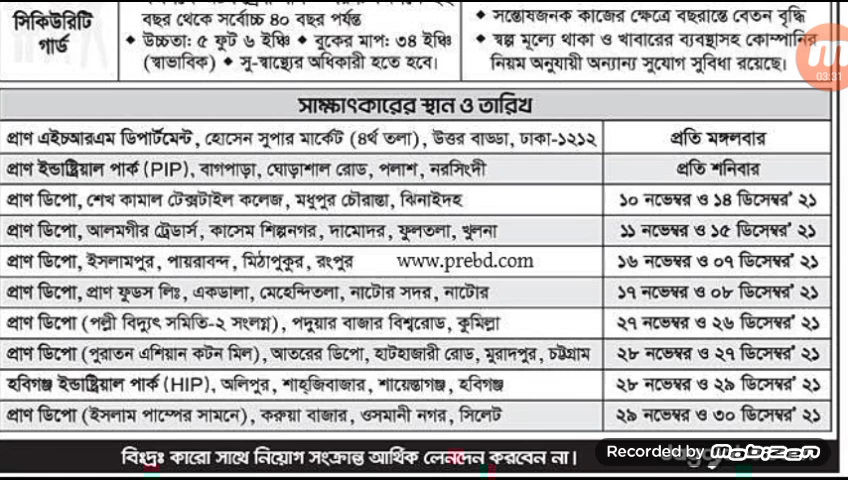 সিকিউরিটি
গার্ড
বছর থেকে সর্বোচ্চ ৪০ বছর পর্যন্ত
• উচ্চতা: ৫ ফুট ৬ ইঞ্চি • বুকের মাপ: ৩৪ ইঞ্চি
(স্বাভাবিক) • সু-স্বাস্থ্যের অধিকারী হতে হবে।
• সন্তোষজনক কাজের ক্ষেত্রে বছরান্তে বেতন বৃদ্ধি
• স্বল্প মূল্যে থাকা ও খাবারের ব্যবস্থাসহ কোম্পানির
নিয়ম অনুযায়ী অন্যান্য সুযোগ সুবিধা রয়েছে।
03:31
সাক্ষাৎকারের স্থান ও তারিখ
প্রাণ এইচআরএম ডিপার্টমেন্ট, হোসেন সুপার মার্কেট (৪র্থ তলা), উত্তর বাড্ডা, ঢাকা-১২১২ প্রতি মঙ্গলবার
প্রাণ ইন্ডাষ্ট্রিয়াল পার্ক (PIP), বাগপাড়া, ঘোড়াশাল রোড, পলাশ, নরসিংদী প্রতি শনিবার
প্রাণ ডিপো, শেখ কামাল টেক্সটাইল কলেজ, মধুপুর চৌরাস্তা, ঝিনাইদহ ১০ নভেম্বর ও ১৪ ডিসেম্বর' ২১
প্রাণ ডিপো, আলমগীর ট্রেডার্স, কাসেম শিল্পনগর, দামোদর, ফুলতলা, খুলনা ১১ নভেম্বর ও ১৫ ডিসেম্বর' ২১
প্রাণ ডিপো, ইসলামপুর, পায়রাবন্দ, মিঠাপুকুর, রংপুর www.prebd.com ১৬ নভেম্বর ও ০৭ ডিসেম্বর' ২১
প্রাণ ডিপো, প্রাণ ফুডস লিঃ, একডালা, মেহেন্দিতলা, নাটোর সদর, নাটোর ১৭ নভেম্বর ও ০৮ ডিসেম্বর' ২১
প্রাণ ডিপো (পল্লী বিদ্যুৎ সমিতি-২ সংলগ্ন), পদুয়ার বাজার বিশ্বরোড, কুমিল্লা ২৭ নভেম্বর ও ২৬ ডিসেম্বর' ২১
প্রাণ ডিপো (পুরাতন এশিয়ান কটন মিল), আতরের ডিপো, হাটহাজারী রোড, মুরাদপুর, চট্টগ্রাম ২৮ নভেম্বর ও ২৭ ডিসেম্বর' ২১
হবিগঞ্জ ইন্ডাষ্ট্রিয়াল পার্ক (HIP), অলিপুর, শাহ্‌জিবাজার, শায়েস্তাগঞ্জ, হবিগঞ্জ ২৮ নভেম্বর ও ২৯ ডিসেম্বর' ২১
প্রাণ ডিপো (ইসলাম পাম্পের সামনে), করুয়া বাজার, ওসমানী নগর, সিলেট ২৯ নভেম্বর ও ৩০ ডিসেম্বর' ২১
বিঃদ্রঃ কারো সাথে নিয়োগ সংক্রান্ত আর্থিক লেনদেন করবেন না।
Recorded by Mobizen